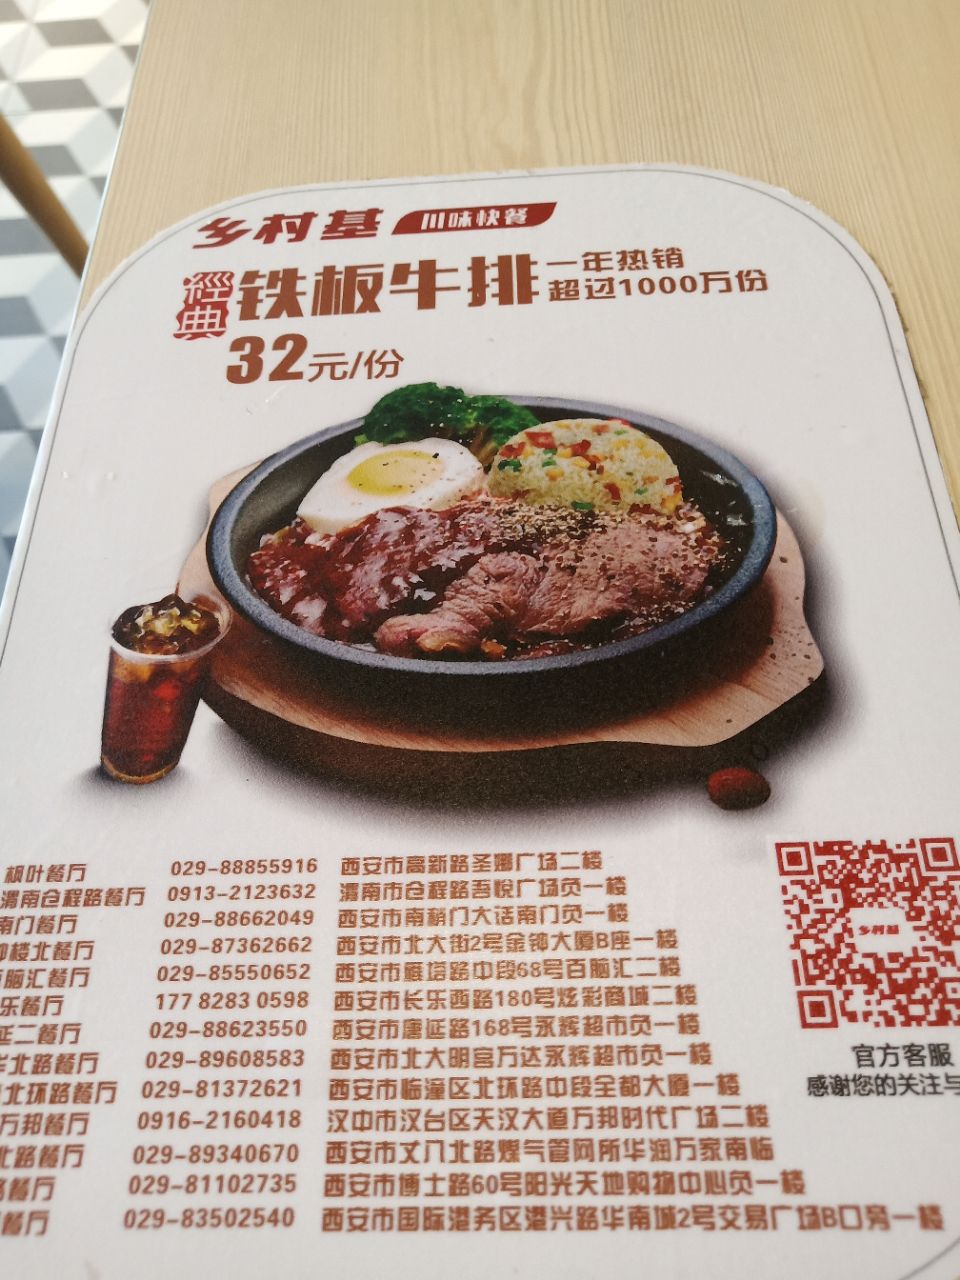 乡村基 川味快餐
經典 铁板牛排 一年热销
超过1000万份
32元/份
枫叶餐厅 029-88855916 西安市高新路圣娜广场二楼
渭南仓程路餐厅 0913-2123632 渭南市仓程路吾悦广场负一楼
南门餐厅 029-88662049 西安市南稍门大话南门负一楼
楼北餐厅 029-87362662 西安市北大街2号金钟大厦B座一楼
脑汇餐厅 029-85550652 西安市雁塔路中段68号百脑汇二楼
乐餐厅 177 8283 0598 西安市长乐西路180号炫彩商城二楼
延二餐厅 029-88623550 西安市唐延路168号永辉超市负一楼
北路餐厅 029-89608583 西安市北大明宫万达永辉超市负一楼
北环路餐厅 029-81372621 西安市临潼区北环路中段全都大厦一楼
万邦餐厅 0916-2160418 汉中市汉台区天汉大道万邦时代广场二楼
北路餐厅 029-89340670 西安市丈八北路煤气管网所华润万家南临
餐厅 029-81102735 西安市博士路60号阳光天地购物中心负一楼
餐厅 029-83502540 西安市国际港务区港兴路华南城2号交易广场B口旁一楼
乡村基
官方客服
感谢您的关注与